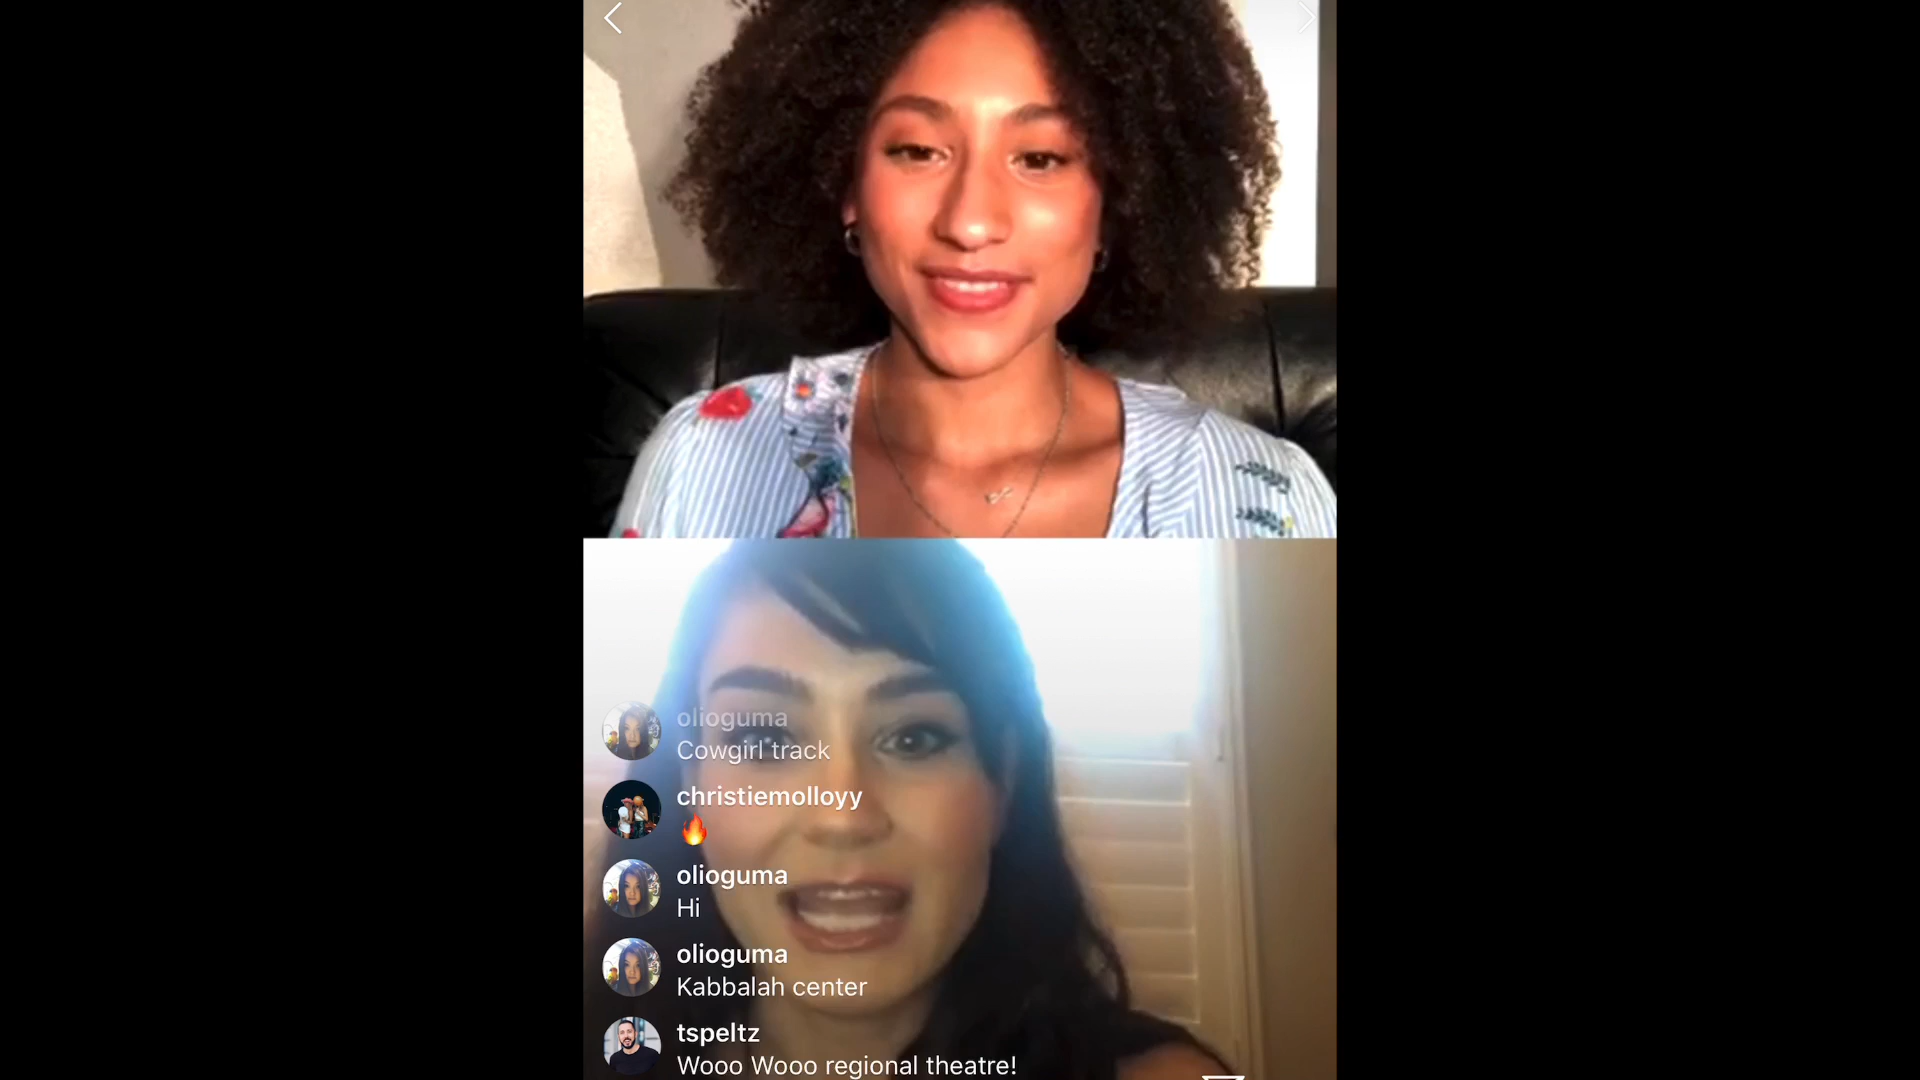 olioguma
Cowgirl track
christiemolloyy
🔥
olioguma
Hi
olioguma
Kabbalah center
tspeltz
Wooo Wooo regional theatre!